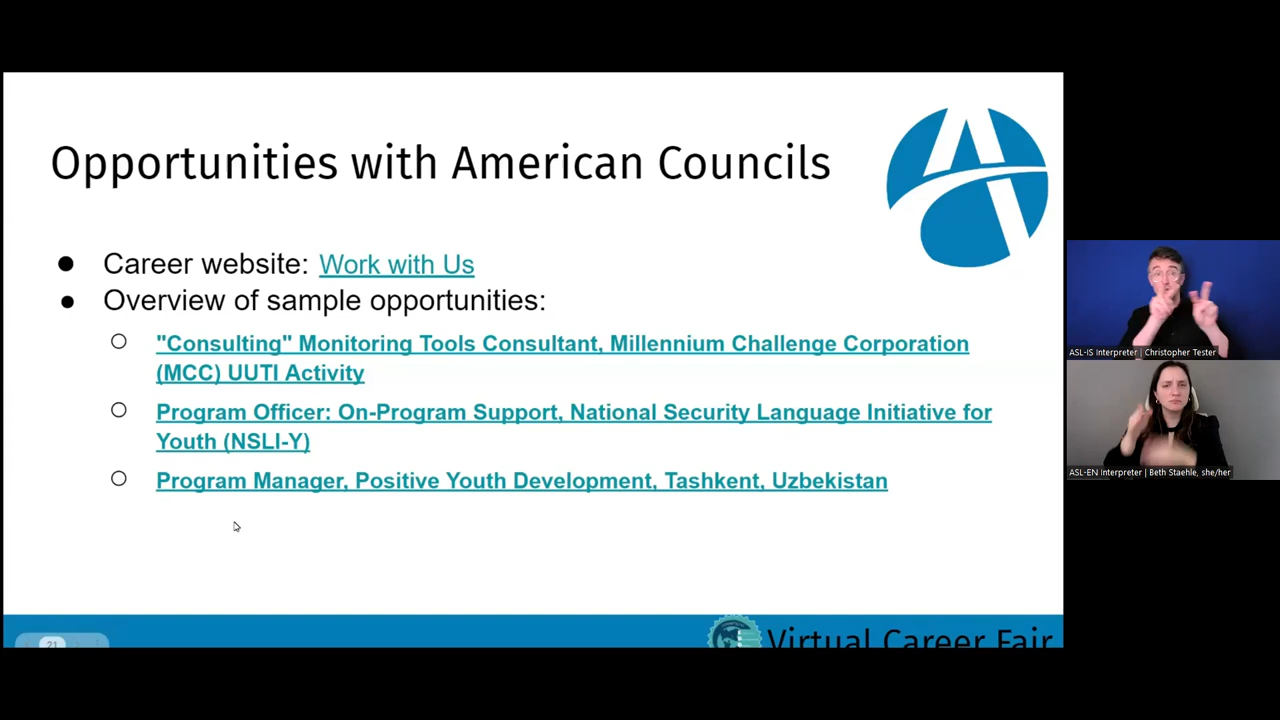 Opportunities with American Councils
Career website: Work with Us
Overview of sample opportunities:
"Consulting" Monitoring Tools Consultant, Millennium Challenge Corporation
(MCC) UUTI Activity
Program Officer: On-Program Support, National Security Language Initiative for
Youth (NSLI-Y)
Program Manager, Positive Youth Development, Tashkent, Uzbekistan
21
Virtual Career Fair
ASL-IS Interpreter | Christopher Tester
ASL-EN Interpreter | Beth Staehle, she/her